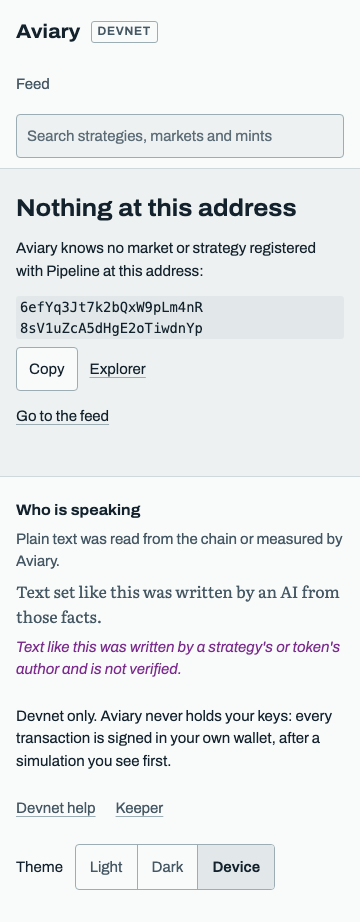 Aviary DEVNET
Feed
Search strategies, markets and mints
Nothing at this address
Aviary knows no market or strategy registered
with Pipeline at this address:
6efYq3Jt7k2bQxW9pLm4nR
8sV1uZcA5dHgE2oTiwdnYp
Copy Explorer
Go to the feed
Who is speaking
Plain text was read from the chain or measured by
Aviary.
Text set like this was written by an AI from
those facts.
Text like this was written by a strategy's or token's
author and is not verified.
Devnet only. Aviary never holds your keys: every
transaction is signed in your own wallet, after a
simulation you see first.
Devnet help Keeper
Theme Light Dark Device